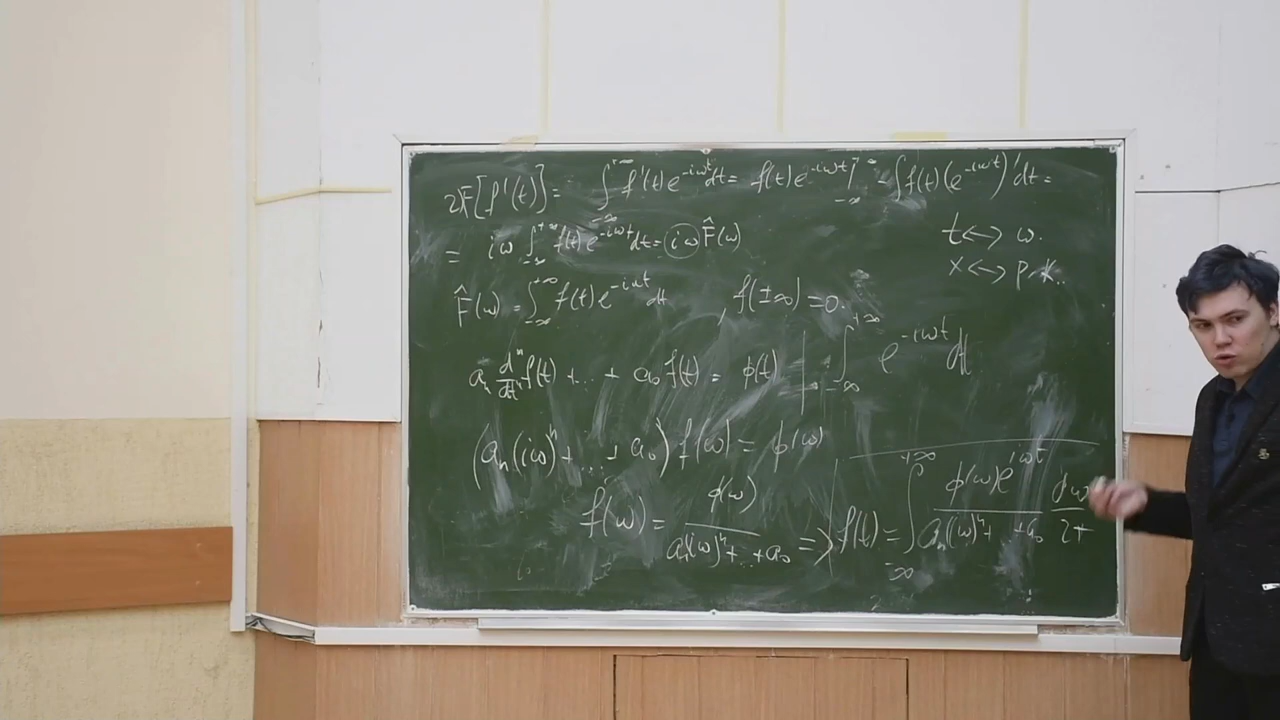 2) F[f'(t)] = ∫_{-∞}^{+∞} f'(t) e^{-iωt} dt = f(t) e^{-iωt} |_{-∞}^{+∞} - ∫ f(t) (e^{-iωt})' dt =
= iω ∫_{-∞}^{+∞} f(t) e^{-iωt} dt = iω F̂(ω)
t <-> ω.
x <-> p, k..
F̂(ω) = ∫_{-∞}^{+∞} f(t) e^{-iωt} dt , f(±∞) = 0.
a_n d^n/dt^n f(t) + ... + a_0 f(t) = ϕ(t) | ∫_{-∞}^{+∞} e^{-iωt} dt
(a_n (iω)^n + ... + a_0) f(ω) = ϕ(ω)
f(ω) = ϕ(ω) / (a_n (iω)^n + ... + a_0) => f(t) = ∫_{-∞}^{+∞} ϕ(ω) e^{iωt} / (a_n (iω)^n + ... + a_0) dω/2π